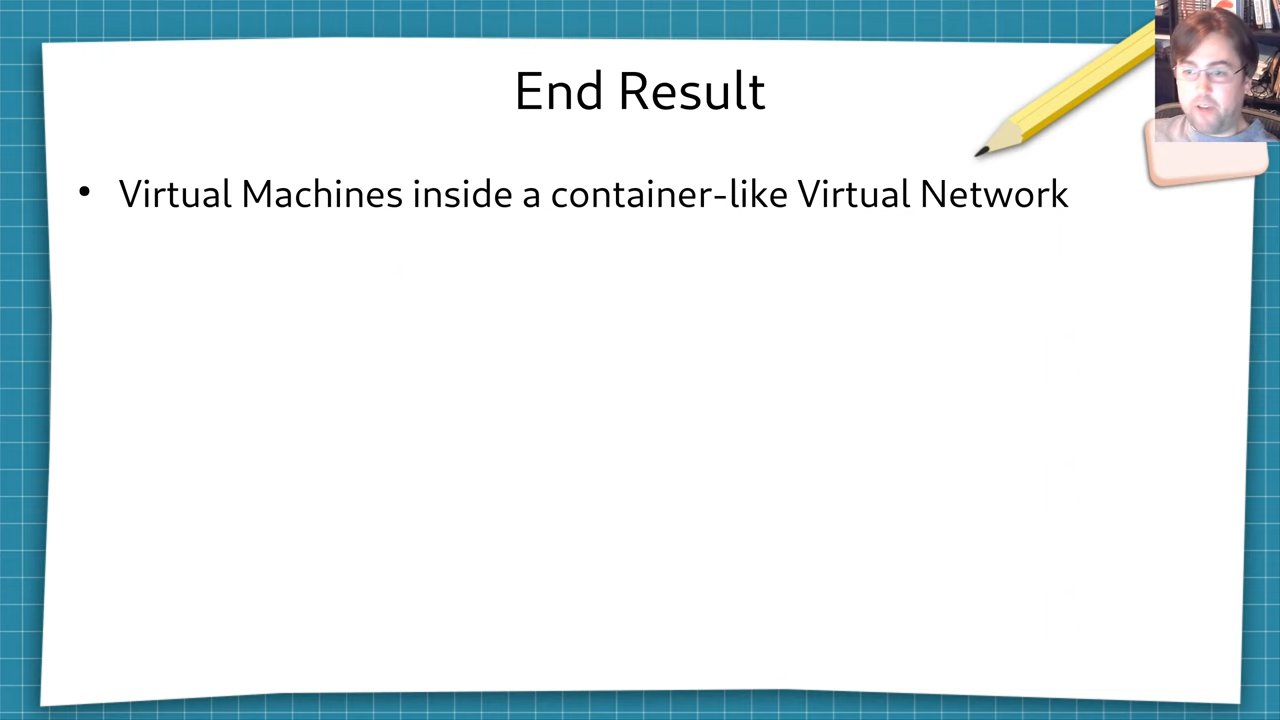 End Result
• Virtual Machines inside a container-like Virtual Network